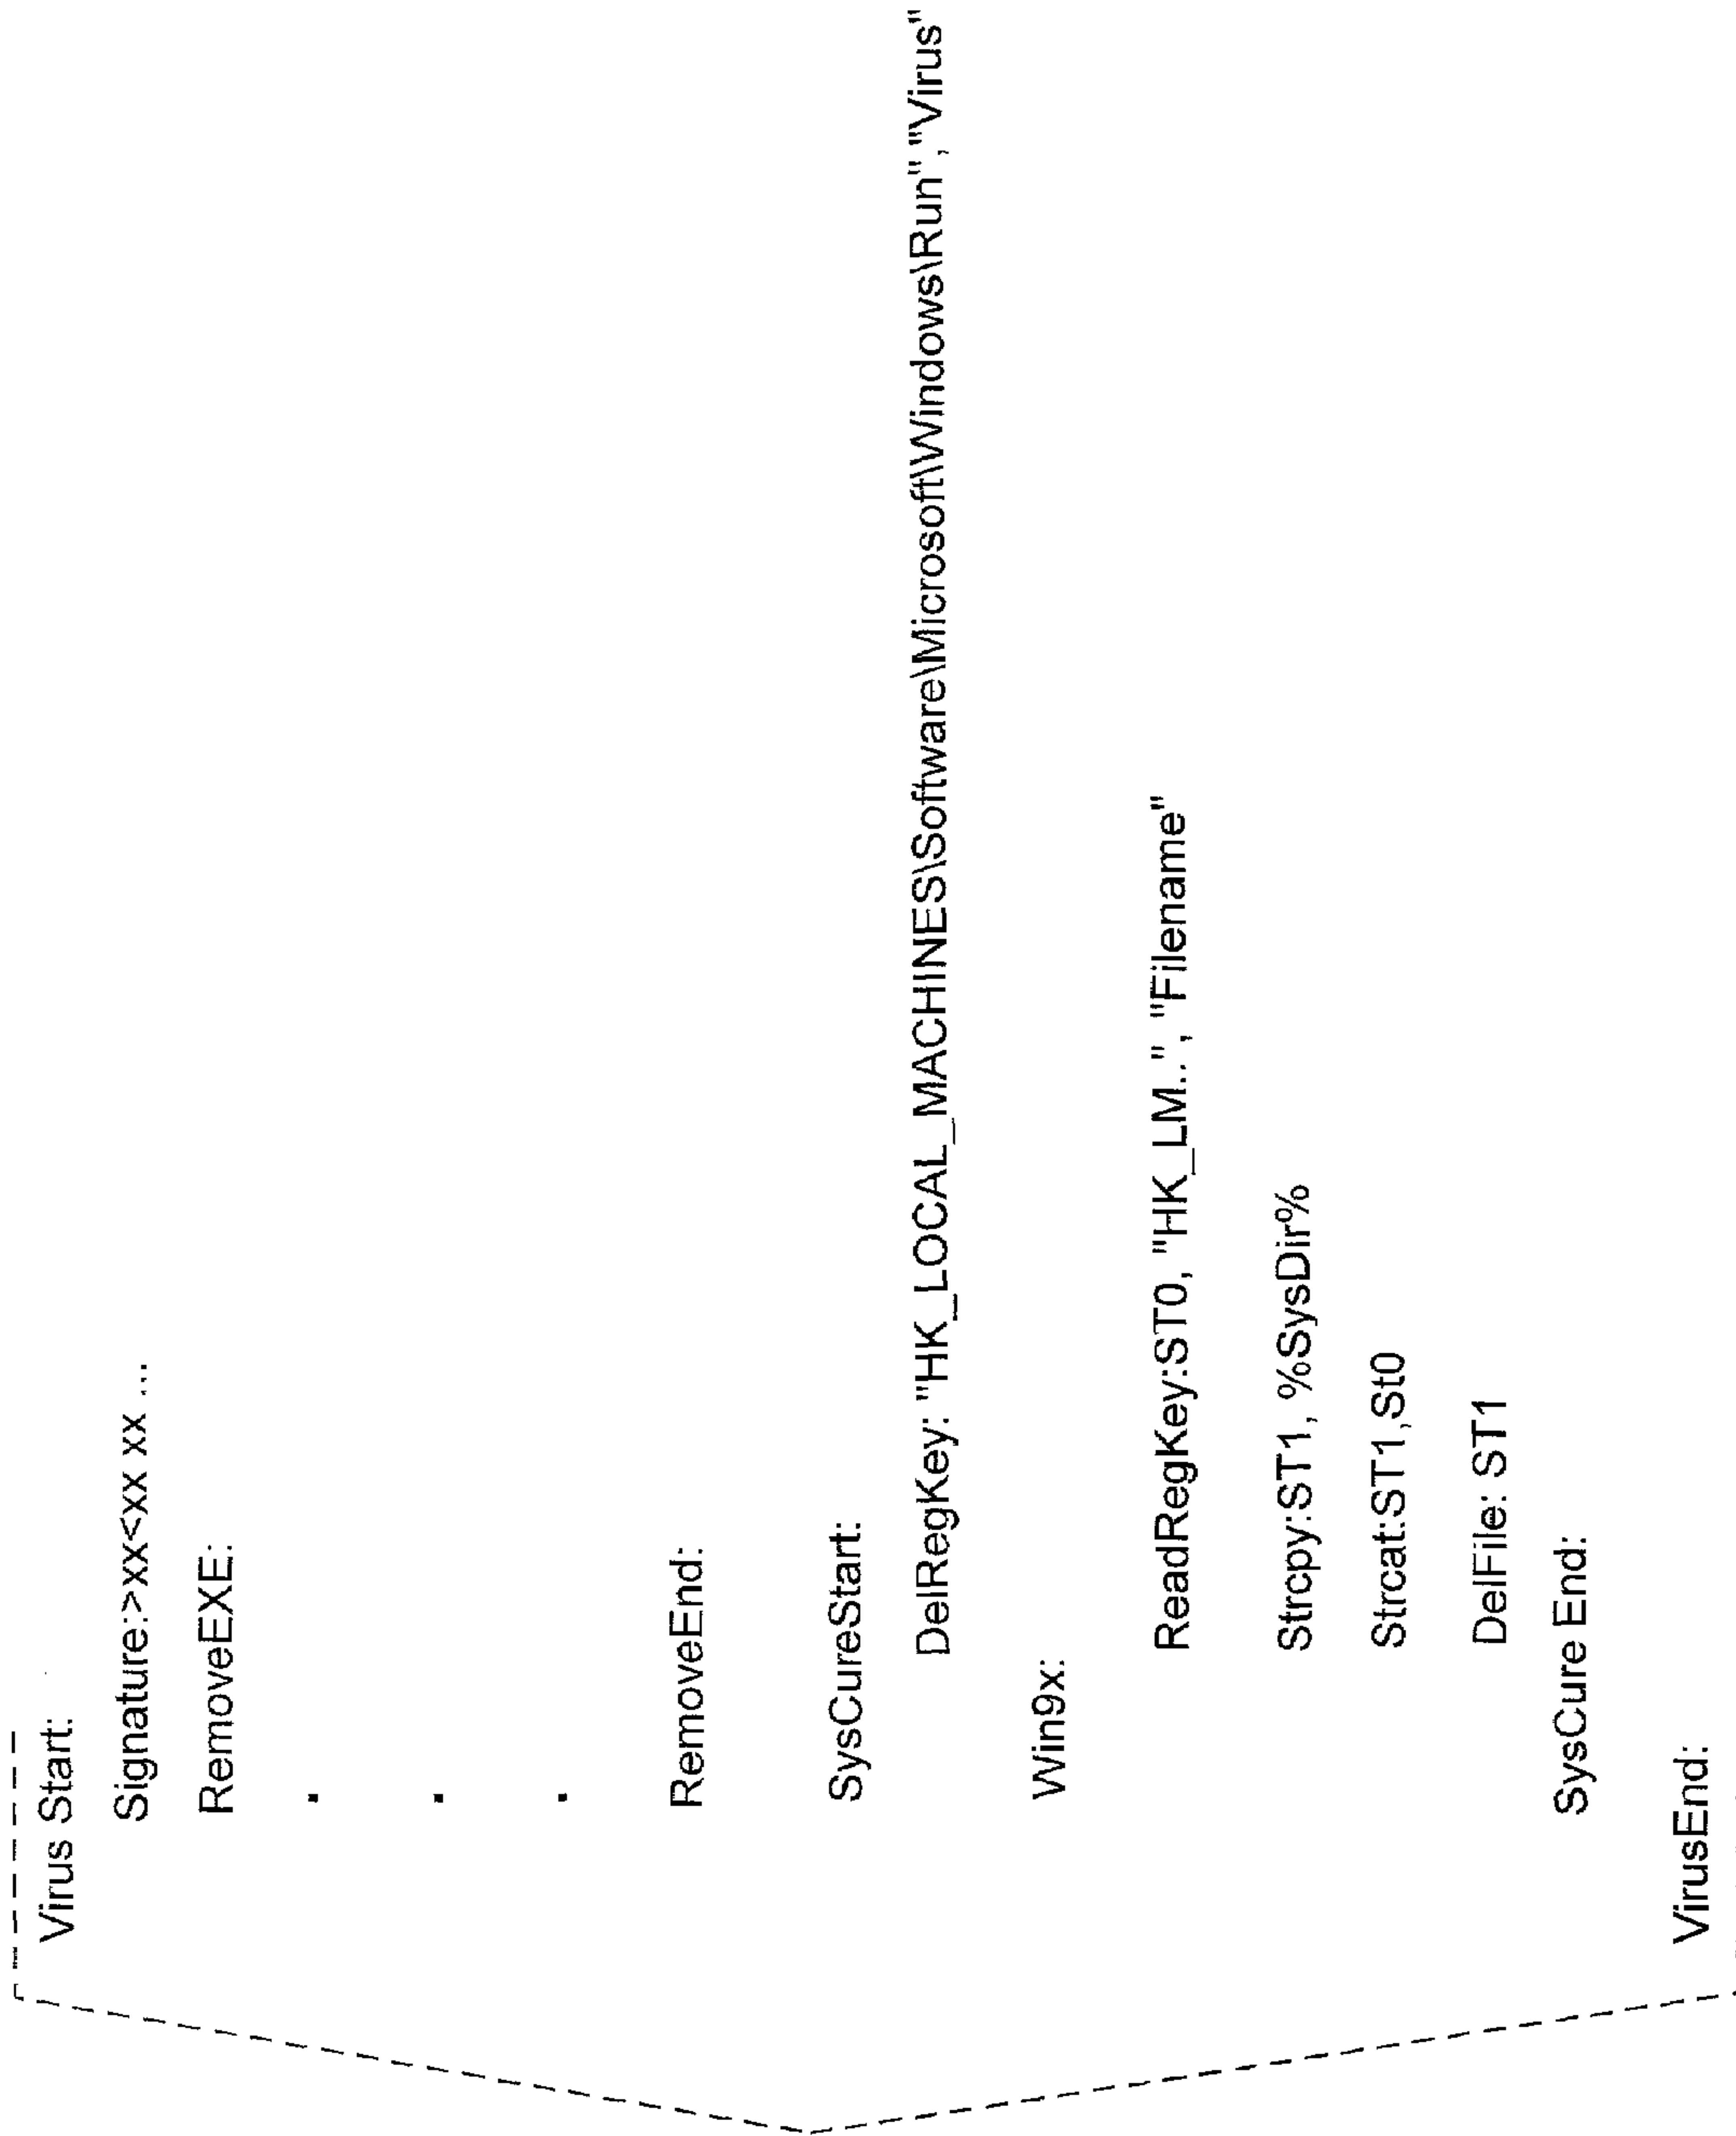 Virus Start:
Signature:>xx<xx xx ...
RemoveEXE:
.
.
.
RemoveEnd:
SysCureStart:
DelRegKey: "HK_LOCAL_MACHINES\Software\Microsoft\Windows\Run","Virus"
Win9x:
ReadRegKey:ST0, "HK_LM..", "Filename"
Strcpy:ST1, %SysDir%
Strcat:ST1,St0
DelFile: ST1
SysCure End:
VirusEnd: